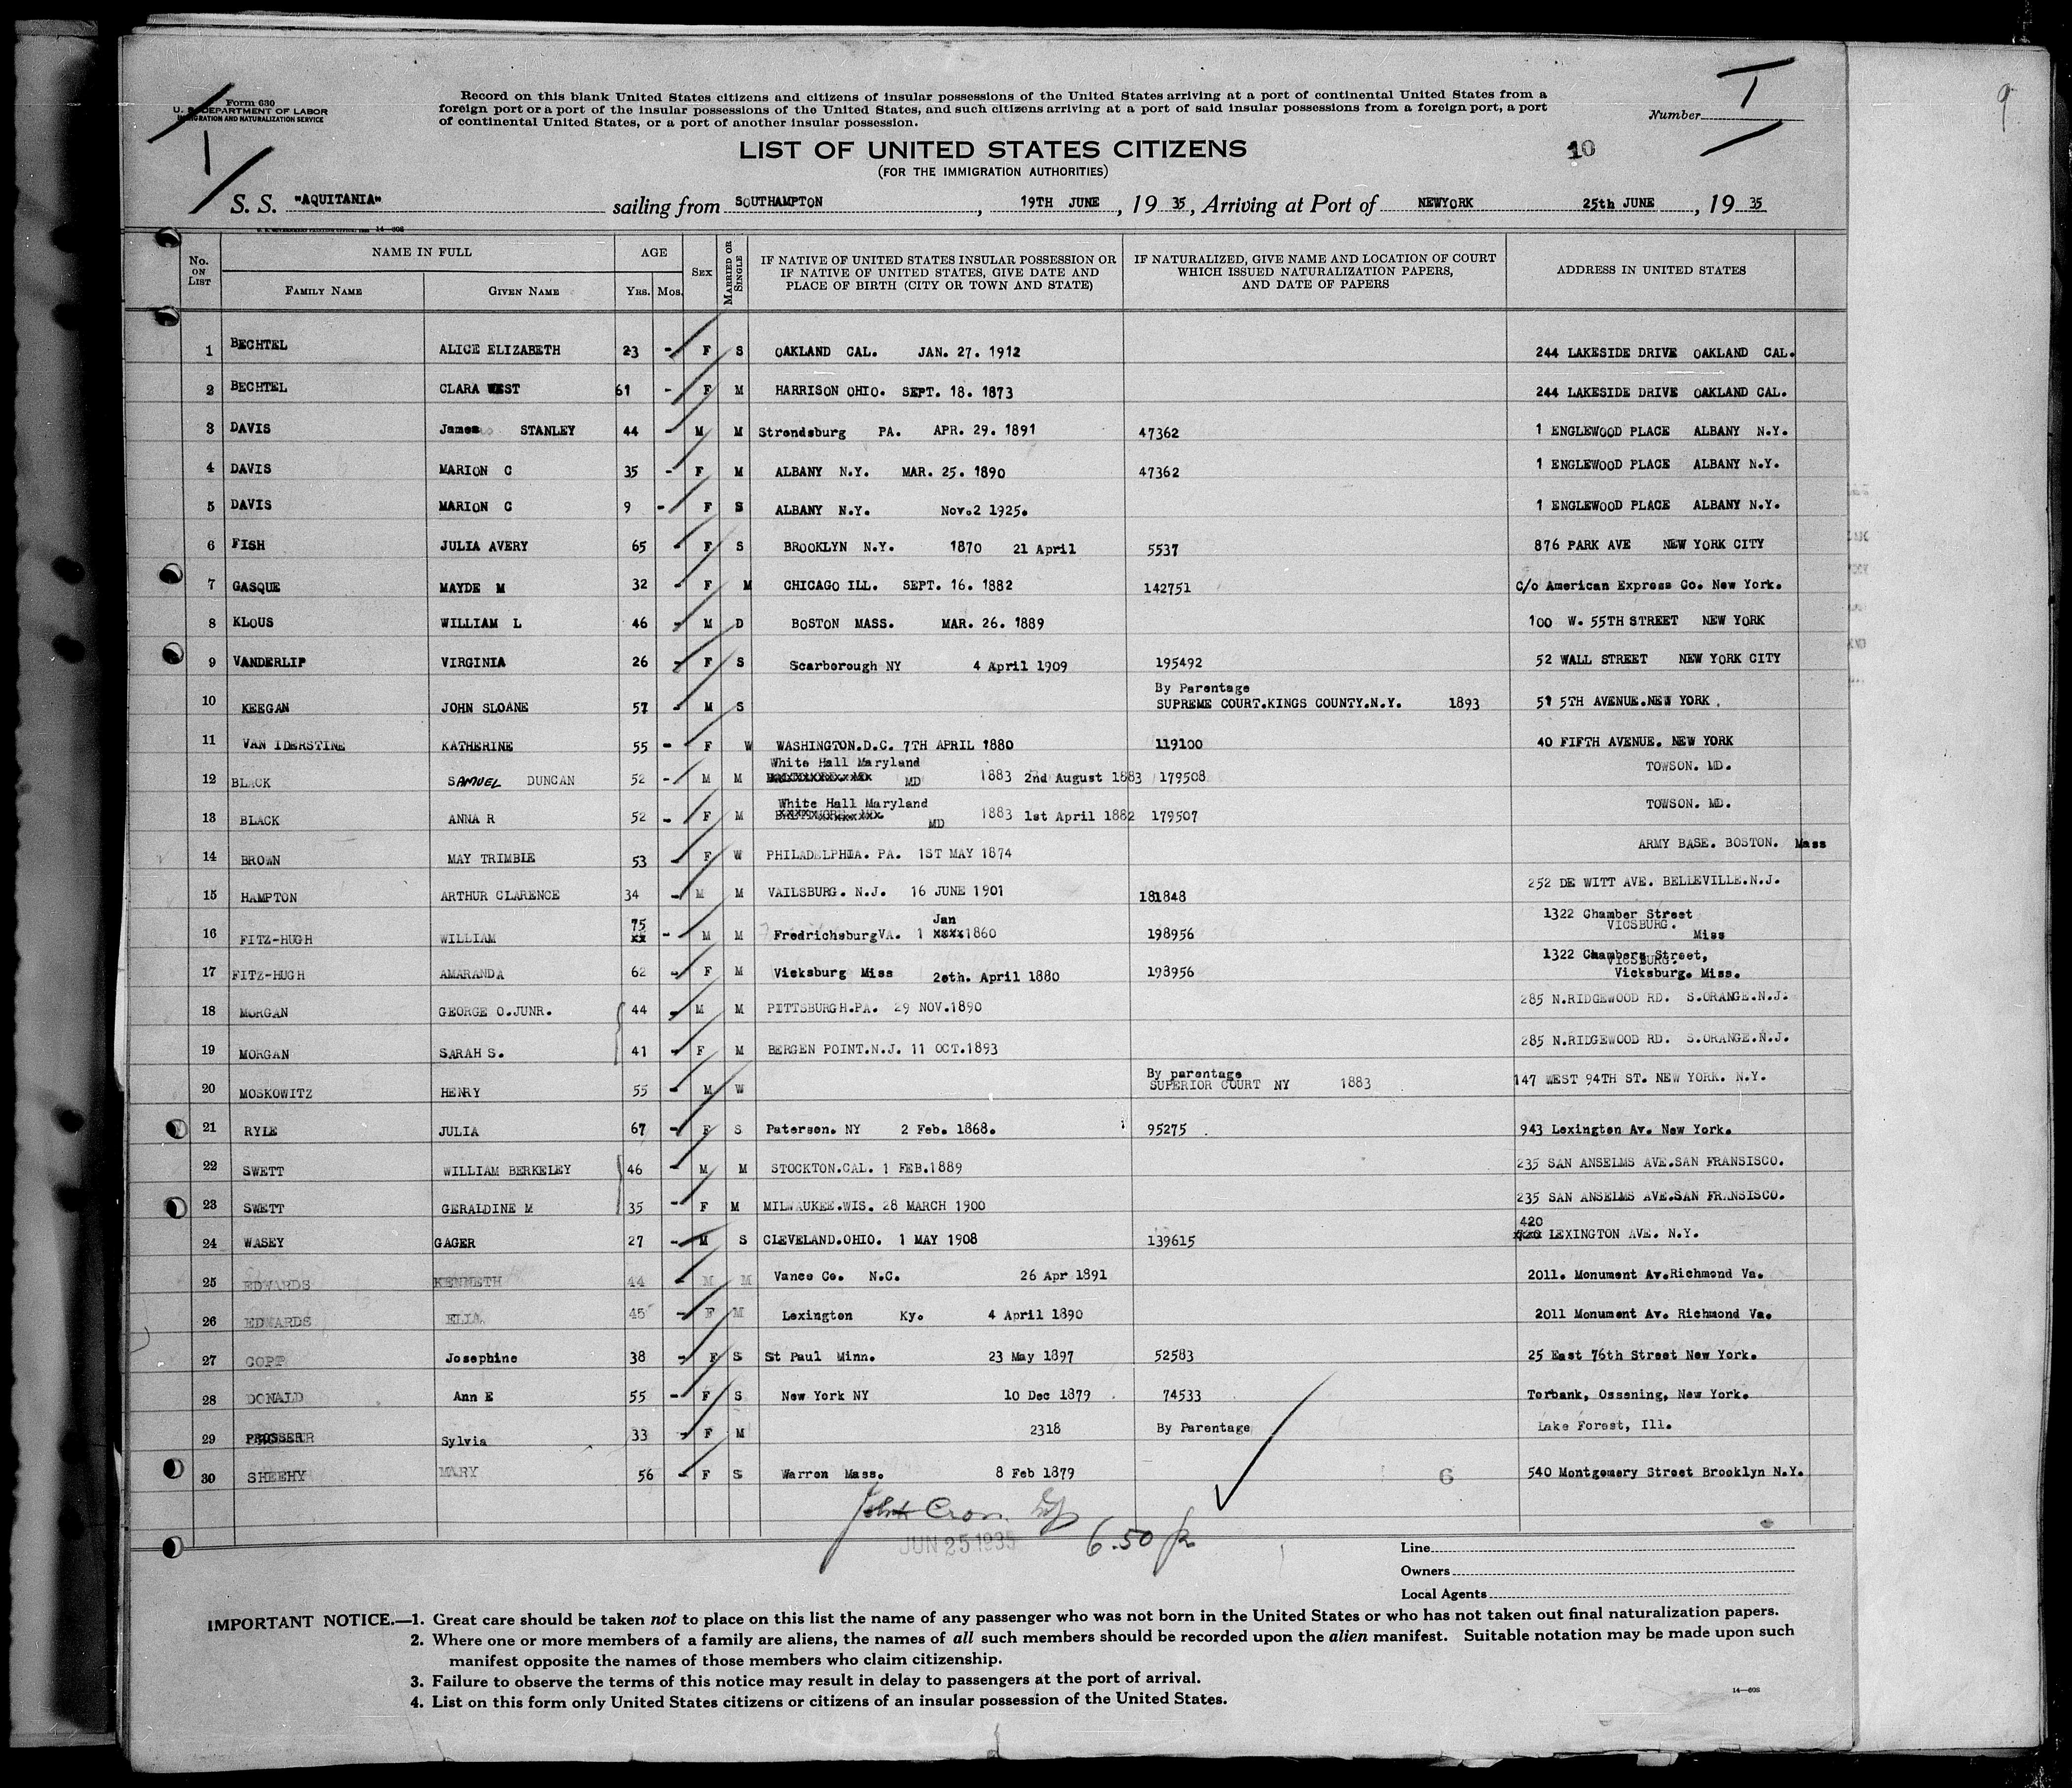 Form 630
U. S. DEPARTMENT OF LABOR
IMMIGRATION AND NATURALIZATION SERVICE
Record on this blank United States citizens and citizens of insular possessions of the United States arriving at a port of continental United States from a
foreign port or a port of the insular possessions of the United States, and such citizens arriving at a port of said insular possessions from a foreign port, a port
of continental United States, or a port of another insular possession.
Number I
9
LIST OF UNITED STATES CITIZENS
10
(FOR THE IMMIGRATION AUTHORITIES)
S. S. "AQUITANIA" sailing from SOUTHAMPTON, 19TH JUNE, 19 35, Arriving at Port of NEWYORK 25th JUNE, 19 35
No. ON LIST NAME IN FULL AGE SEX MARRIED OR SINGLE IF NATIVE OF UNITED STATES INSULAR POSSESSION OR IF NATIVE OF UNITED STATES, GIVE DATE AND PLACE OF BIRTH (CITY OR TOWN AND STATE) IF NATURALIZED, GIVE NAME AND LOCATION OF COURT WHICH ISSUED NATURALIZATION PAPERS, AND DATE OF PAPERS ADDRESS IN UNITED STATES
FAMILY NAME GIVEN NAME YRS. MOS.
1 BECHTEL ALICE ELIZABETH 23 - F S OAKLAND CAL. JAN. 27. 1912 244 LAKESIDE DRIVE OAKLAND CAL.
2 BECHTEL CLARA WEST 61 - F M HARRISON OHIO. SEPT. 18. 1873 244 LAKESIDE DRIVE OAKLAND CAL.
3 DAVIS James STANLEY 44 - M M Strondsburg PA. APR. 29. 1891 47362 1 ENGLEWOOD PLACE ALBANY N.Y.
4 DAVIS MARION C 35 - F M ALBANY N.Y. MAR. 25. 1890 47362 1 ENGLEWOOD PLACE ALBANY N.Y.
5 DAVIS MARION C 9 - F S ALBANY N.Y. Nov.2 1925. 1 ENGLEWOOD PLACE ALBANY N.Y.
6 FISH JULIA AVERY 65 - F S BROOKLYN N.Y. 1870 21 April 5537 876 PARK AVE NEW YORK CITY
7 GASQUE MAYDE M 32 - F M CHICAGO ILL. SEPT. 16. 1882 142751 C/o American Express Co. New York.
8 KLOUS WILLIAM L 46 - M D BOSTON MASS. MAR. 26. 1889 100 W. 55TH STREET NEW YORK
9 VANDERLIP VIRGINIA 26 - F S Scarborough NY 4 April 1909 195492 52 WALL STREET NEW YORK CITY
10 KEEGAN JOHN SLOANE 57 - M S By Parentage SUPREME COURT.KINGS COUNTY.N.Y. 1893 51 5TH AVENUE.NEW YORK.
11 VAN IDERSTINE KATHERINE 55 - F W WASHINGTON.D.C. 7TH APRIL 1880 119100 40 FIFTH AVENUE. NEW YORK
12 BLACK SAMUEL DUNCAN 52 - M M White Hall Maryland MD 1883 2nd August 1883 179508 TOWSON. MD.
13 BLACK ANNA R 52 - F M White Hall Maryland MD 1883 1st April 1882 179507 TOWSON. MD.
14 BROWN MAY TRIMBLE 53 - F W PHILADELPHIA. PA. 1ST MAY 1874 ARMY BASE. BOSTON. Mass
15 HAMPTON ARTHUR CLARENCE 34 - M M VAILSBURG. N.J. 16 JUNE 1901 181848 252 DE WITT AVE. BELLEVILLE.N.J.
16 FITZ-HUGH WILLIAM 75 xx - M M FredrichsburgVA. 1 Jan xxxx1860 198956 1322 Chamber Street VICSBURG. Miss
17 FITZ-HUGH AMARANDA 62 - F M Vicksburg Miss 2eth. April 1880 198956 1322 Chambers Street, VICSBURG. Vicksburg. Miss.
18 MORGAN GEORGE O.JUNR. 44 - M M PITTSBURGH.PA. 29 NOV.1890 285 N.RIDGEWOOD RD. S.ORANGE.N.J.
19 MORGAN SARAH S. 41 - F M BERGEN POINT.N.J. 11 OCT.1893 285 N.RIDGEWOOD RD. S.ORANGE.N.J.
20 MOSKOWITZ HENRY 55 - M W By parentage SUPERIOR COURT NY 1883 147 WEST 94TH ST. NEW YORK. N.Y.
21 RYLE JULIA 67 - F S Paterson. NY 2 Feb. 1868. 95275 943 Lexington Av. New York.
22 SWETT WILLIAM BERKELEY 46 - M M STOCKTON.CAL. 1 FEB.1889 235 SAN ANSELMS AVE.SAN FRANSISCO.
23 SWETT GERALDINE M 35 - F M MILWAUKEE.WIS. 28 MARCH 1900 235 SAN ANSELMS AVE.SAN FRANSISCO.
24 WASEY GAGER 27 - M S CLEVELAND.OHIO. 1 MAY 1908 139615 420 LEXINGTON AVE. N.Y.
25 EDWARDS KENNETH 44 - M M Vance Co. N.C. 26 Apr 1891 2011. Monument Av.Richmond Va.
26 EDWARDS ELIA 45 - F M Lexington Ky. 4 April 1890 2011 Monument Av. Richmond Va.
27 COPP Josephine 38 - F S St Paul Minn. 23 May 1897 52583 25 East 76th Street New York.
28 DONALD Ann E 55 - F S New York NY 10 Dec 1879 74533 Torbank, Ossening, New York.
29 PROSSER Sylvia 33 - F M 2318 By Parentage Lake Forest, Ill.
30 SHEEHY MARY 56 - F S Warren Mass. 8 Feb 1879 6 540 Montgomery Street Brooklyn N.Y.
JUN 25 1935
6.50
Line
Owners
Local Agents
IMPORTANT NOTICE.—1. Great care should be taken not to place on this list the name of any passenger who was not born in the United States or who has not taken out final naturalization papers.
2. Where one or more members of a family are aliens, the names of all such members should be recorded upon the alien manifest. Suitable notation may be made upon such
manifest opposite the names of those members who claim citizenship.
3. Failure to observe the terms of this notice may result in delay to passengers at the port of arrival.
4. List on this form only United States citizens or citizens of an insular possession of the United States.